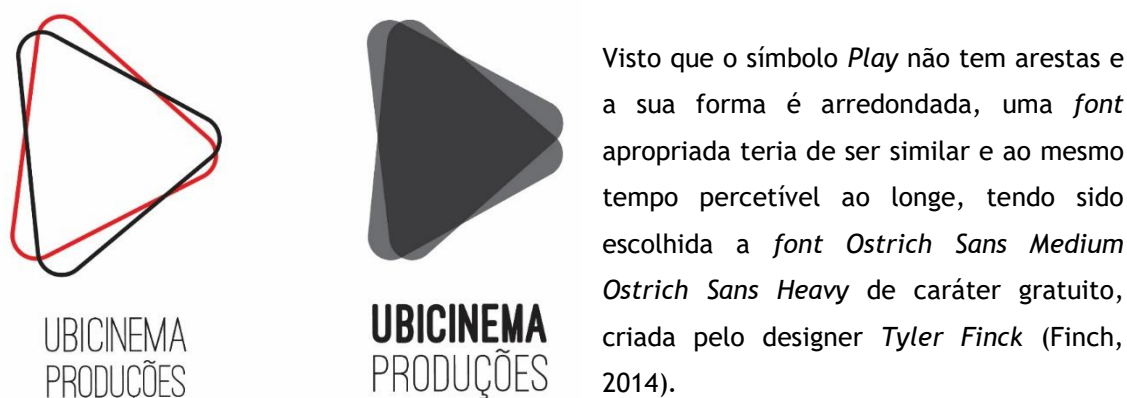 UBICINEMA
PRODUÇÕES
UBICINEMA
PRODUÇÕES
Visto que o símbolo Play não tem arestas e
a sua forma é arredondada, uma font
apropriada teria de ser similar e ao mesmo
tempo percetível ao longe, tendo sido
escolhida a font Ostrich Sans Medium
Ostrich Sans Heavy de caráter gratuito,
criada pelo designer Tyler Finck (Finch,
2014).